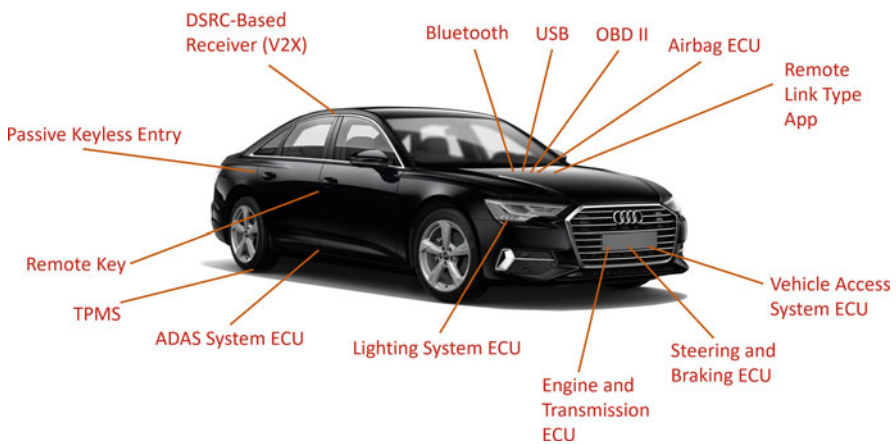 DSRC-Based
Receiver (V2X)
Bluetooth
USB
OBD II
Airbag ECU
Remote
Link Type
App
Passive Keyless Entry
Remote Key
TPMS
ADAS System ECU
Lighting System ECU
Engine and
Transmission
ECU
Steering and
Braking ECU
Vehicle Access
System ECU